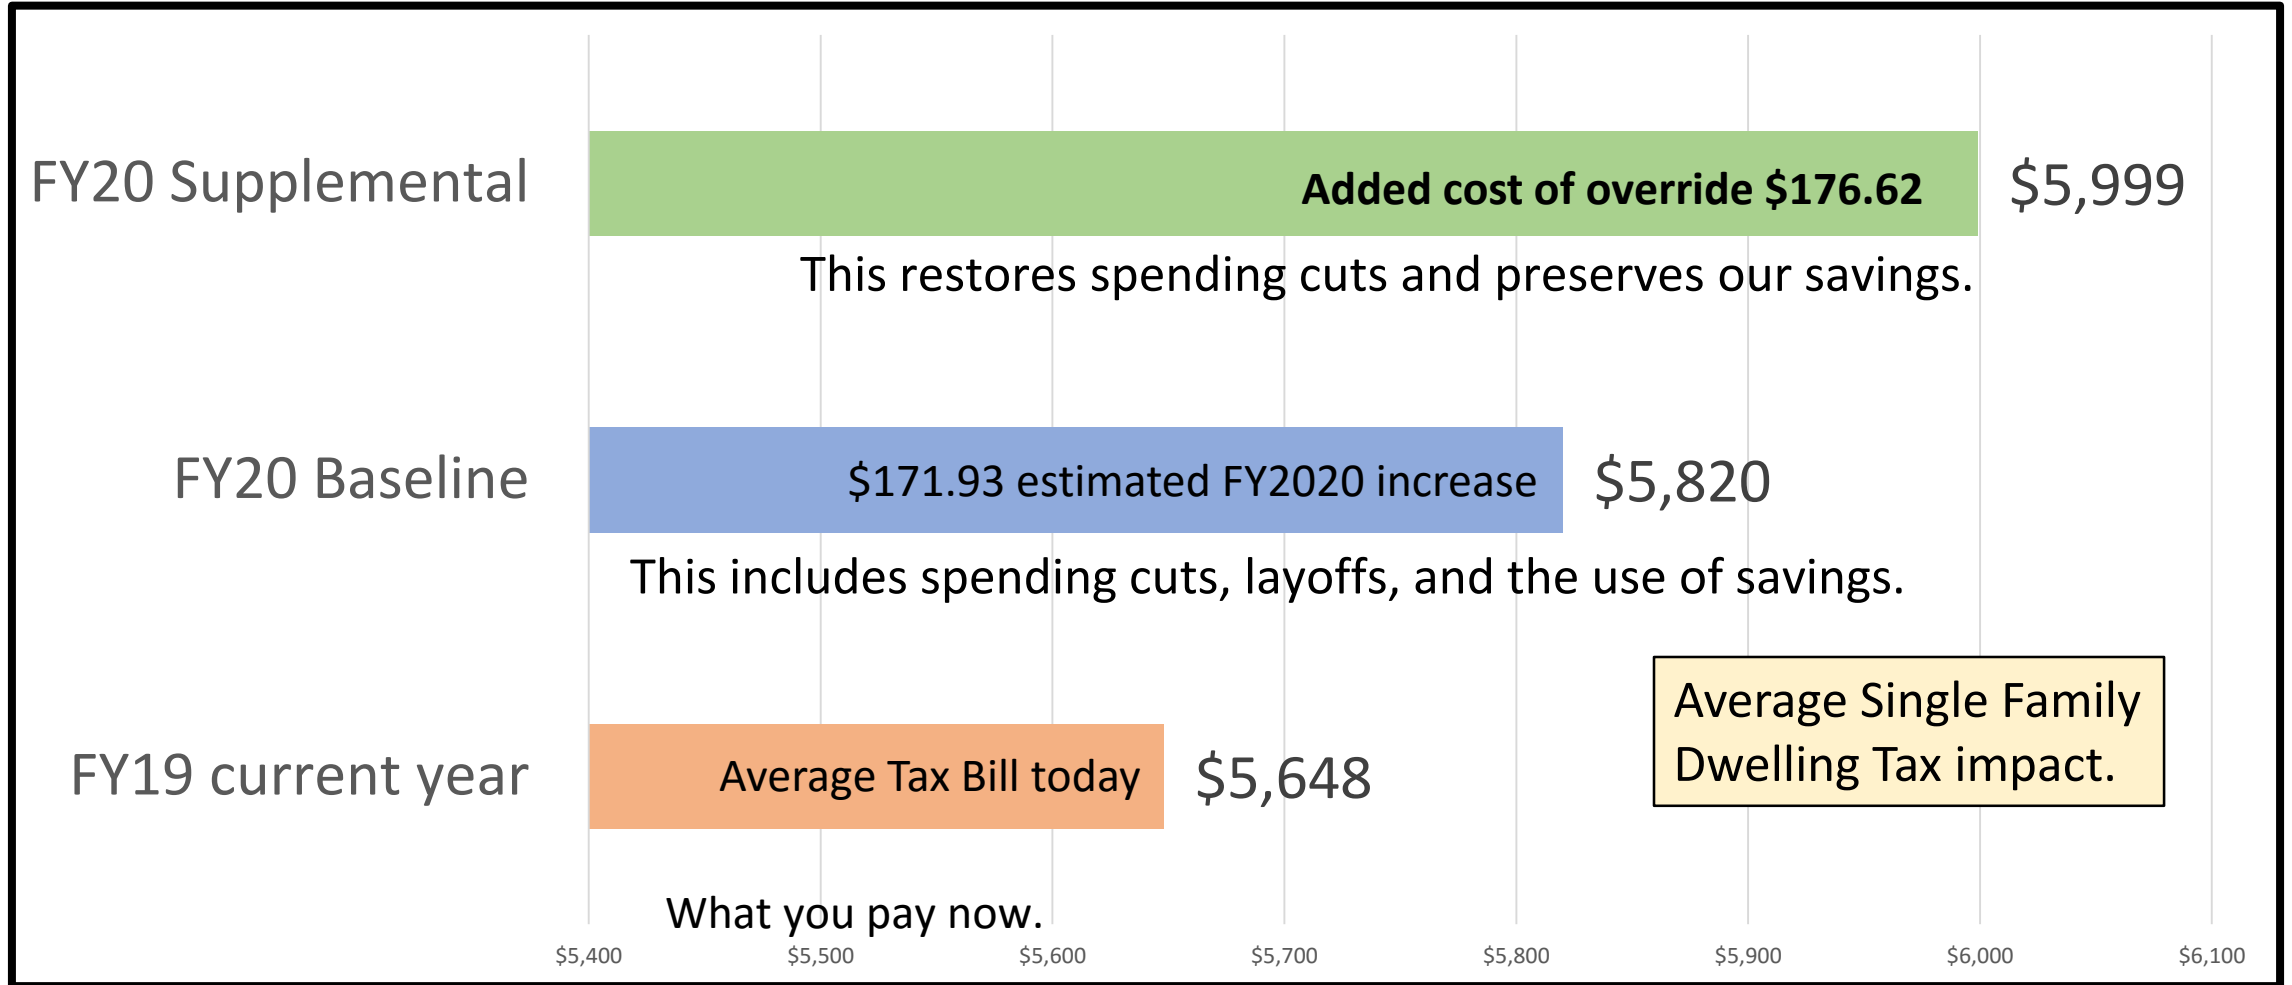 FY20 Supplemental
Added cost of override $176.62
$5,999
This restores spending cuts and preserves our savings.
FY20 Baseline
$171.93 estimated FY2020 increase
$5,820
This includes spending cuts, layoffs, and the use of savings.
Average Single Family
Dwelling Tax impact.
FY19 current year
Average Tax Bill today
$5,648
What you pay now.
$5,400
$5,500
$5,600
$5,700
$5,800
$5,900
$6,000
$6,100